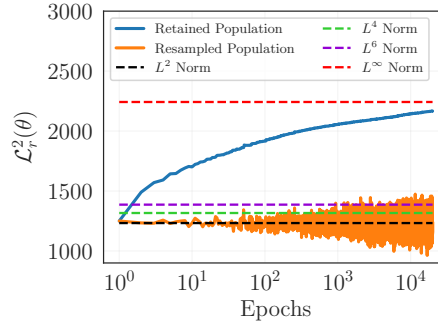 Retained Population
Resampled Population
L² Norm
L⁴ Norm
L⁶ Norm
L^∞ Norm
3000
2500
2000
1500
1000
𝓛ᵣ²(θ)
10⁰ 10¹ 10² 10³ 10⁴
Epochs